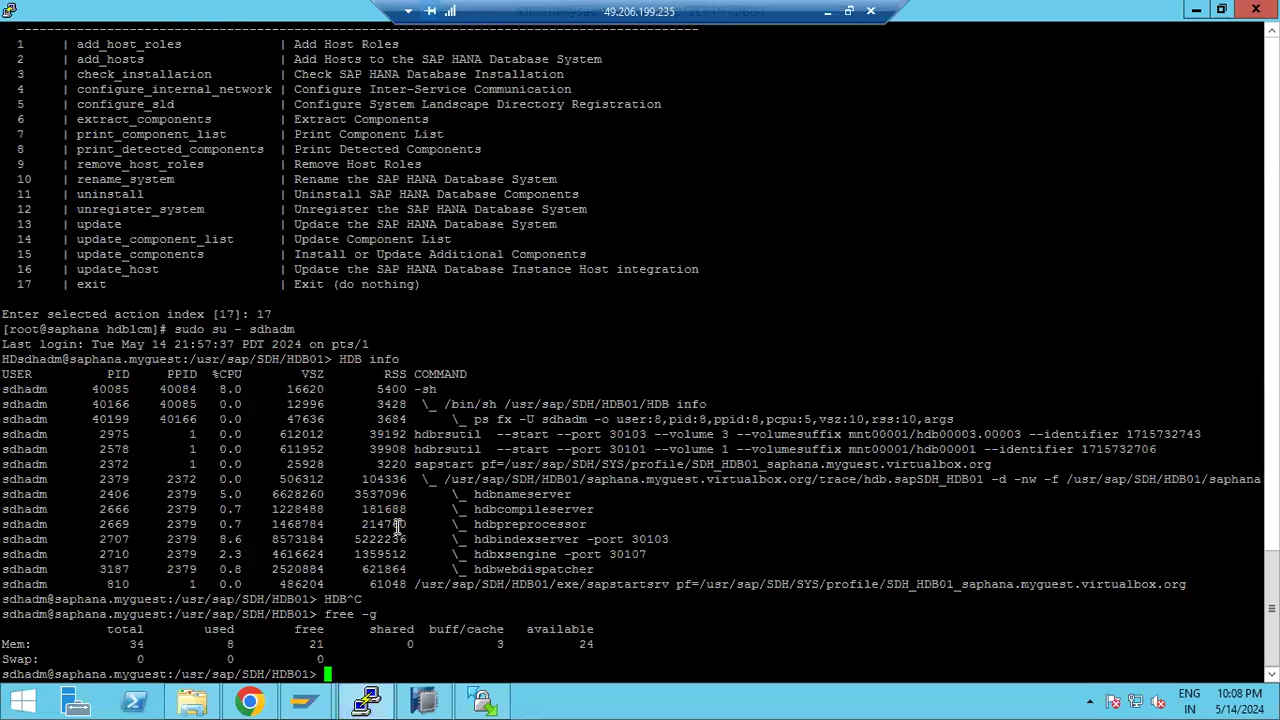 49.206.199.235
1 | add_host_roles | Add Host Roles
2 | add_hosts | Add Hosts to the SAP HANA Database System
3 | check_installation | Check SAP HANA Database Installation
4 | configure_internal_network | Configure Inter-Service Communication
5 | configure_sld | Configure System Landscape Directory Registration
6 | extract_components | Extract Components
7 | print_component_list | Print Component List
8 | print_detected_components | Print Detected Components
9 | remove_host_roles | Remove Host Roles
10 | rename_system | Rename the SAP HANA Database System
11 | uninstall | Uninstall SAP HANA Database Components
12 | unregister_system | Unregister the SAP HANA Database System
13 | update | Update the SAP HANA Database System
14 | update_component_list | Update Component List
15 | update_components | Install or Update Additional Components
16 | update_host | Update the SAP HANA Database Instance Host integration
17 | exit | Exit (do nothing)
Enter selected action index [17]: 17
[root@saphana hdblcm]# sudo su - sdhadm
Last login: Tue May 14 21:57:37 PDT 2024 on pts/1
HDsdhadm@saphana.myguest:/usr/sap/SDH/HDB01> HDB info
USER PID PPID %CPU VSZ RSS COMMAND
sdhadm 40085 40084 8.0 16620 5400 -sh
sdhadm 40166 40085 0.0 12996 3428 \_ /bin/sh /usr/sap/SDH/HDB01/HDB info
sdhadm 40199 40166 0.0 47636 3684 \_ ps fx -U sdhadm -o user:8,pid:8,ppid:8,pcpu:5,vsz:10,rss:10,args
sdhadm 2975 1 0.0 612012 39192 hdbrsutil --start --port 30103 --volume 3 --volumesuffix mnt00001/hdb00003.00003 --identifier 1715732743
sdhadm 2578 1 0.0 611952 39908 hdbrsutil --start --port 30101 --volume 1 --volumesuffix mnt00001/hdb00001 --identifier 1715732706
sdhadm 2372 1 0.0 25928 3220 sapstart pf=/usr/sap/SDH/SYS/profile/SDH_HDB01_saphana.myguest.virtualbox.org
sdhadm 2379 2372 0.0 506312 104336 \_ /usr/sap/SDH/HDB01/saphana.myguest.virtualbox.org/trace/hdb.sapSDH_HDB01 -d -nw -f /usr/sap/SDH/HDB01/saphana
sdhadm 2406 2379 5.0 6628260 3537096 \_ hdbnameserver
sdhadm 2666 2379 0.7 1228488 181688 \_ hdbcompileserver
sdhadm 2669 2379 0.7 1468784 \_ hdbpreprocessor
sdhadm 2707 2379 8.6 8573184 5222236 \_ hdbindexserver -port 30103
sdhadm 2710 2379 2.3 4616624 1359512 \_ hdbxsengine -port 30107
sdhadm 3187 2379 0.8 2520884 621864 \_ hdbwebdispatcher
sdhadm 810 1 0.0 486204 61048 /usr/sap/SDH/HDB01/exe/sapstartsrv pf=/usr/sap/SDH/SYS/profile/SDH_HDB01_saphana.myguest.virtualbox.org
sdhadm@saphana.myguest:/usr/sap/SDH/HDB01> HDB^C
sdhadm@saphana.myguest:/usr/sap/SDH/HDB01> free -g
total used free shared buff/cache available
Mem: 34 8 21 0 3 24
Swap: 0 0 0
sdhadm@saphana.myguest:/usr/sap/SDH/HDB01>
ENG 10:08 PM
IN 5/14/2024